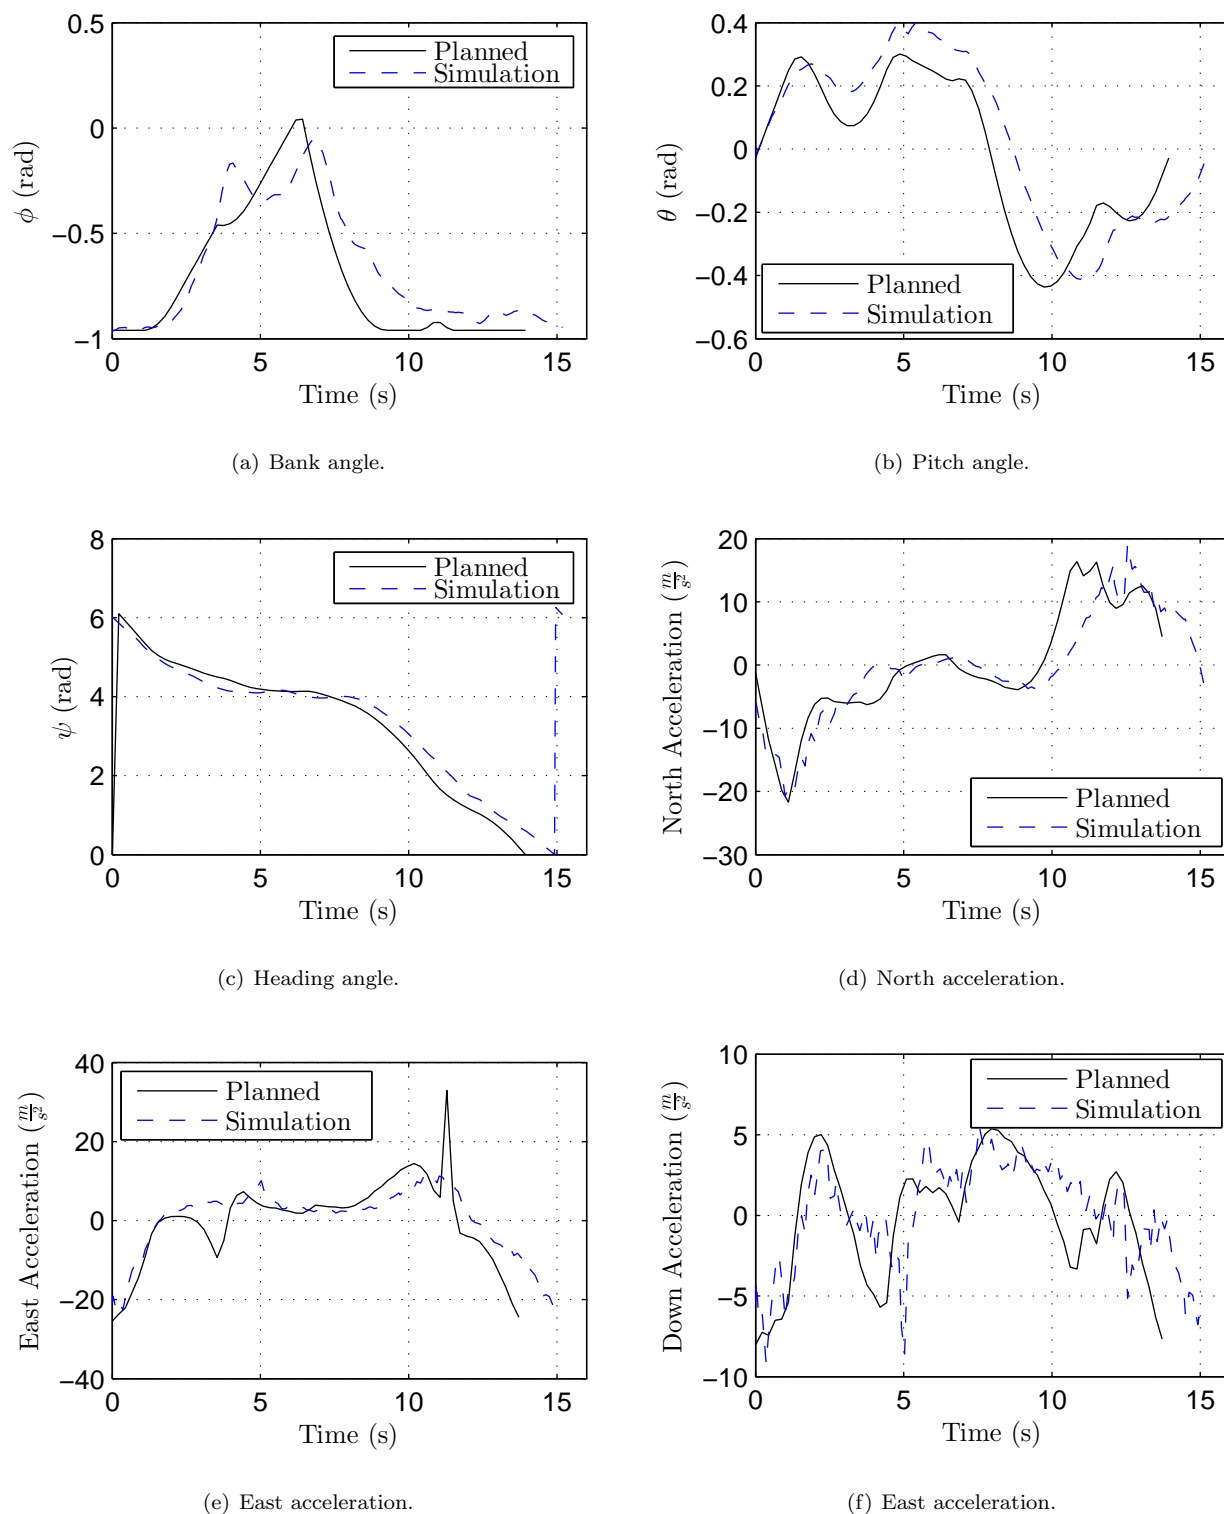 0.5
0
−0.5
−1
0 5 10 15
ϕ (rad)
Time (s)
Planned
Simulation
(a) Bank angle.
0.4
0.2
0
−0.2
−0.4
−0.6
0 5 10 15
θ (rad)
Time (s)
Planned
Simulation
(b) Pitch angle.
8
6
4
2
0
0 5 10 15
ψ (rad)
Time (s)
Planned
Simulation
(c) Heading angle.
20
10
0
−10
−20
−30
0 5 10 15
North Acceleration (m/s²)
Time (s)
Planned
Simulation
(d) North acceleration.
40
20
0
−20
−40
0 5 10 15
East Acceleration (m/s²)
Time (s)
Planned
Simulation
(e) East acceleration.
10
5
0
−5
−10
0 5 10 15
Down Acceleration (m/s²)
Time (s)
Planned
Simulation
(f) East acceleration.